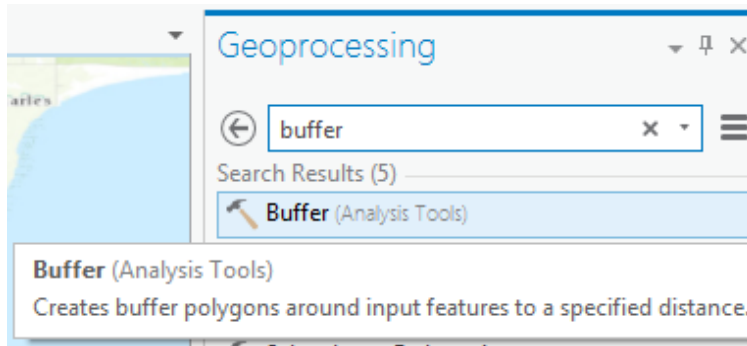 Geoprocessing
arles
buffer
Search Results (5)
Buffer (Analysis Tools)
Buffer (Analysis Tools)
Creates buffer polygons around input features to a specified distance.